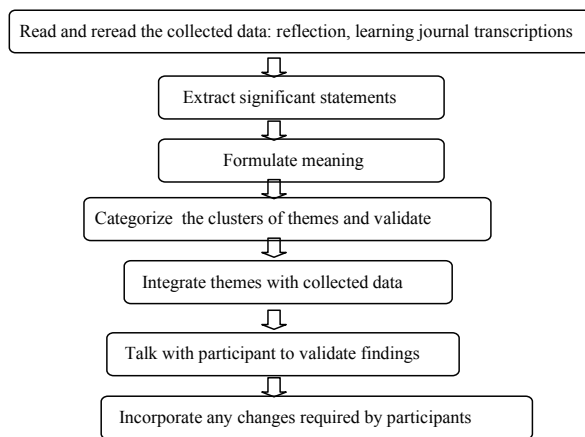 Read and reread the collected data: reflection, learning journal transcriptions
Extract significant statements
Formulate meaning
Categorize the clusters of themes and validate
Integrate themes with collected data
Talk with participant to validate findings
Incorporate any changes required by participants